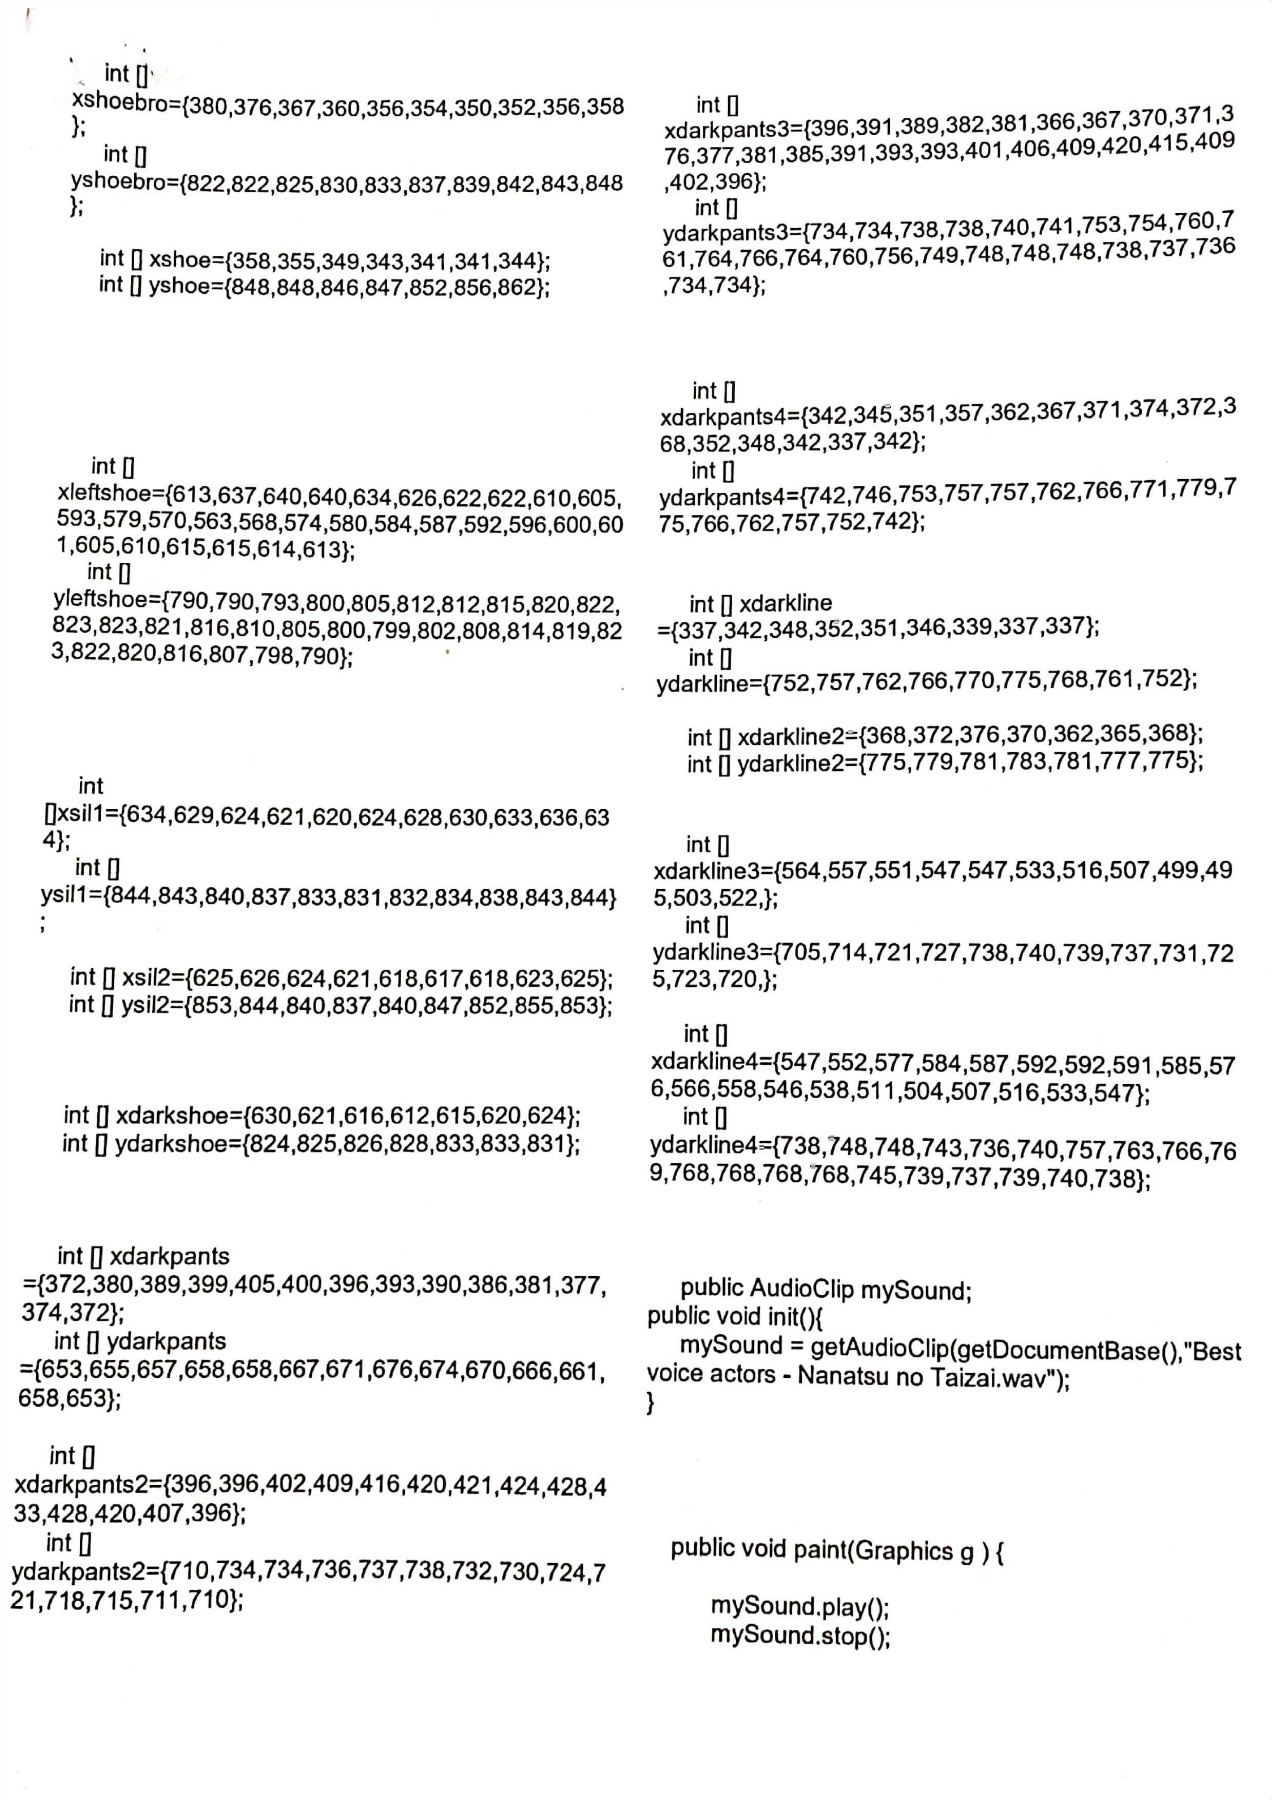 int []
xshoebro={380,376,367,360,356,354,350,352,356,358
};
int []
yshoebro={822,822,825,830,833,837,839,842,843,848
};
int [] xshoe={358,355,349,343,341,341,344};
int [] yshoe={848,848,846,847,852,856,862};
int []
xleftshoe={613,637,640,640,634,626,622,622,610,605,
593,579,570,563,568,574,580,584,587,592,596,600,60
1,605,610,615,615,614,613};
int []
yleftshoe={790,790,793,800,805,812,812,815,820,822,
823,823,821,816,810,805,800,799,802,808,814,819,82
3,822,820,816,807,798,790};
int
[]xsil1={634,629,624,621,620,624,628,630,633,636,63
4};
int []
ysil1={844,843,840,837,833,831,832,834,838,843,844}
;
int [] xsil2={625,626,624,621,618,617,618,623,625};
int [] ysil2={853,844,840,837,840,847,852,855,853};
int [] xdarkshoe={630,621,616,612,615,620,624};
int [] ydarkshoe={824,825,826,828,833,833,831};
int [] xdarkpants
={372,380,389,399,405,400,396,393,390,386,381,377,
374,372};
int [] ydarkpants
={653,655,657,658,658,667,671,676,674,670,666,661,
658,653};
int []
xdarkpants2={396,396,402,409,416,420,421,424,428,4
33,428,420,407,396};
int []
ydarkpants2={710,734,734,736,737,738,732,730,724,7
21,718,715,711,710};
int []
xdarkpants3={396,391,389,382,381,366,367,370,371,3
76,377,381,385,391,393,393,401,406,409,420,415,409
,402,396};
int []
ydarkpants3={734,734,738,738,740,741,753,754,760,7
61,764,766,764,760,756,749,748,748,748,738,737,736
,734,734};
int []
xdarkpants4={342,345,351,357,362,367,371,374,372,3
68,352,348,342,337,342};
int []
ydarkpants4={742,746,753,757,757,762,766,771,779,7
75,766,762,757,752,742};
int [] xdarkline
={337,342,348,352,351,346,339,337,337};
int []
ydarkline={752,757,762,766,770,775,768,761,752};
int [] xdarkline2={368,372,376,370,362,365,368};
int [] ydarkline2={775,779,781,783,781,777,775};
int []
xdarkline3={564,557,551,547,547,533,516,507,499,49
5,503,522,};
int []
ydarkline3={705,714,721,727,738,740,739,737,731,72
5,723,720,};
int []
xdarkline4={547,552,577,584,587,592,592,591,585,57
6,566,558,546,538,511,504,507,516,533,547};
int []
ydarkline4={738,748,748,743,736,740,757,763,766,76
9,768,768,768,768,745,739,737,739,740,738};
public AudioClip mySound;
public void init(){
mySound = getAudioClip(getDocumentBase(),"Best
voice actors - Nanatsu no Taizai.wav");
}
public void paint(Graphics g ) {
mySound.play();
mySound.stop();